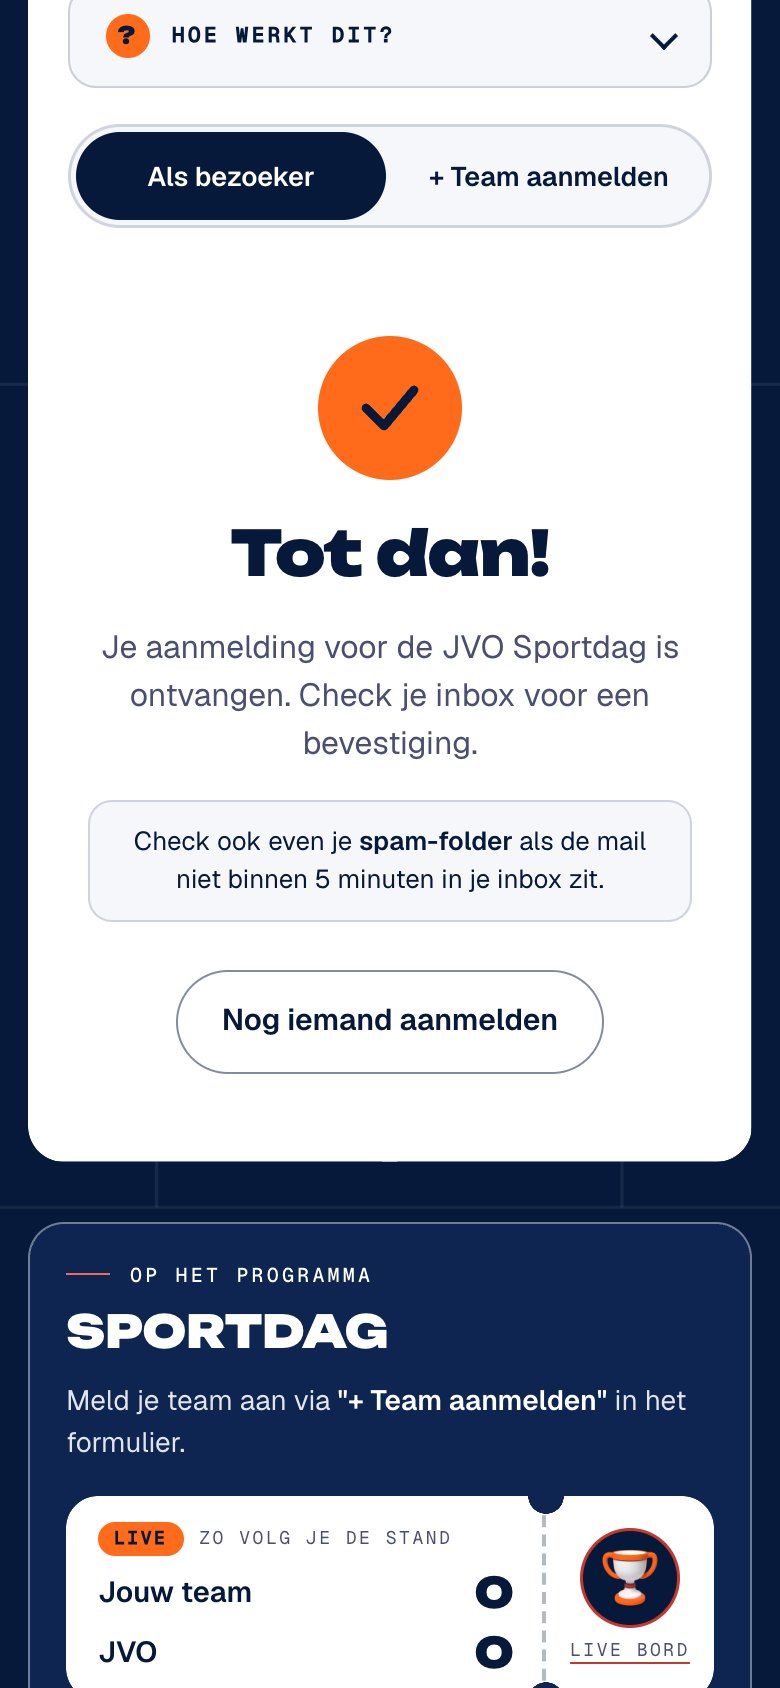 ?
HOE WERKT DIT?
Als bezoeker
+ Team aanmelden
Tot dan!
Je aanmelding voor de JVO Sportdag is
ontvangen. Check je inbox voor een
bevestiging.
Check ook even je spam-folder als de mail
niet binnen 5 minuten in je inbox zit.
Nog iemand aanmelden
OP HET PROGRAMMA
SPORTDAG
Meld je team aan via "+ Team aanmelden" in het
formulier.
LIVE ZO VOLG JE DE STAND
Jouw team 0
JVO 0
LIVE BORD